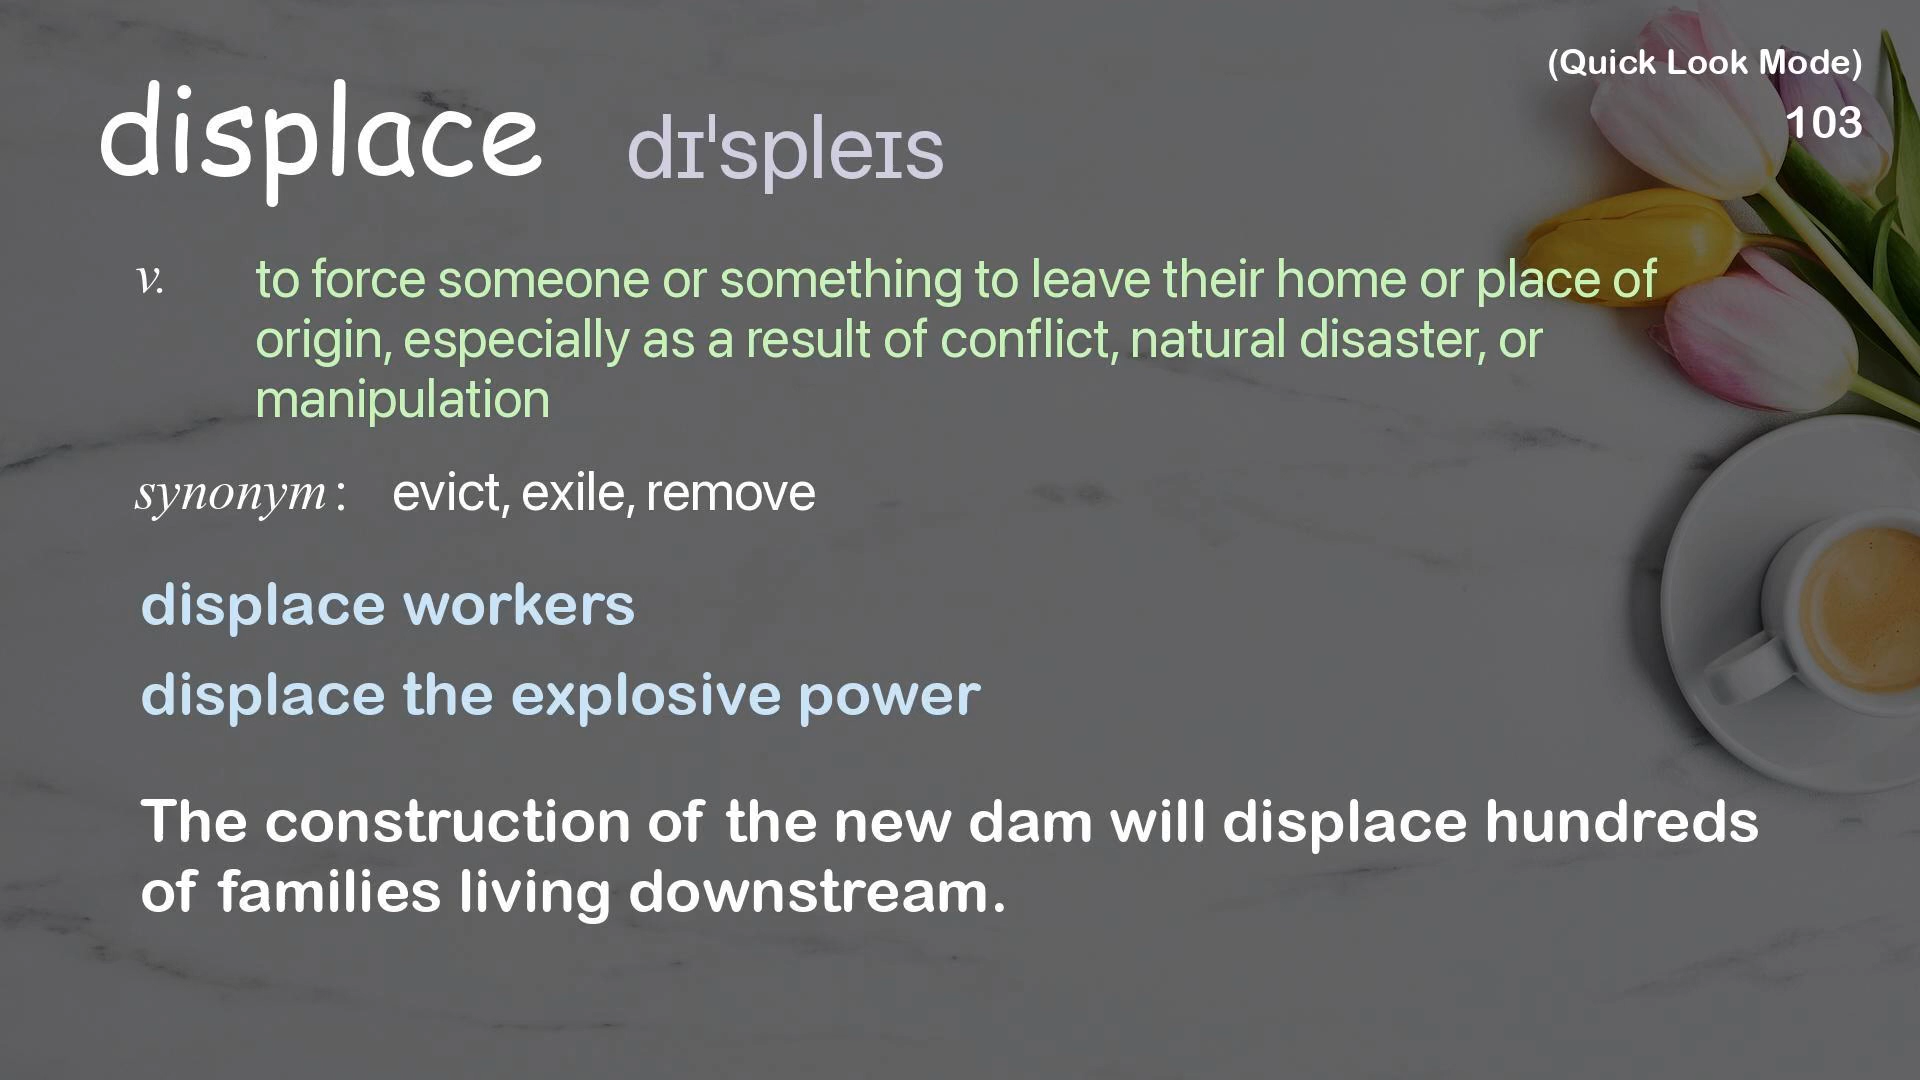 (Quick Look Mode)
103
displace dɪ'spleɪs
v. to force someone or something to leave their home or place of
origin, especially as a result of conflict, natural disaster, or
manipulation
synonym: evict, exile, remove
displace workers
displace the explosive power
The construction of the new dam will displace hundreds
of families living downstream.